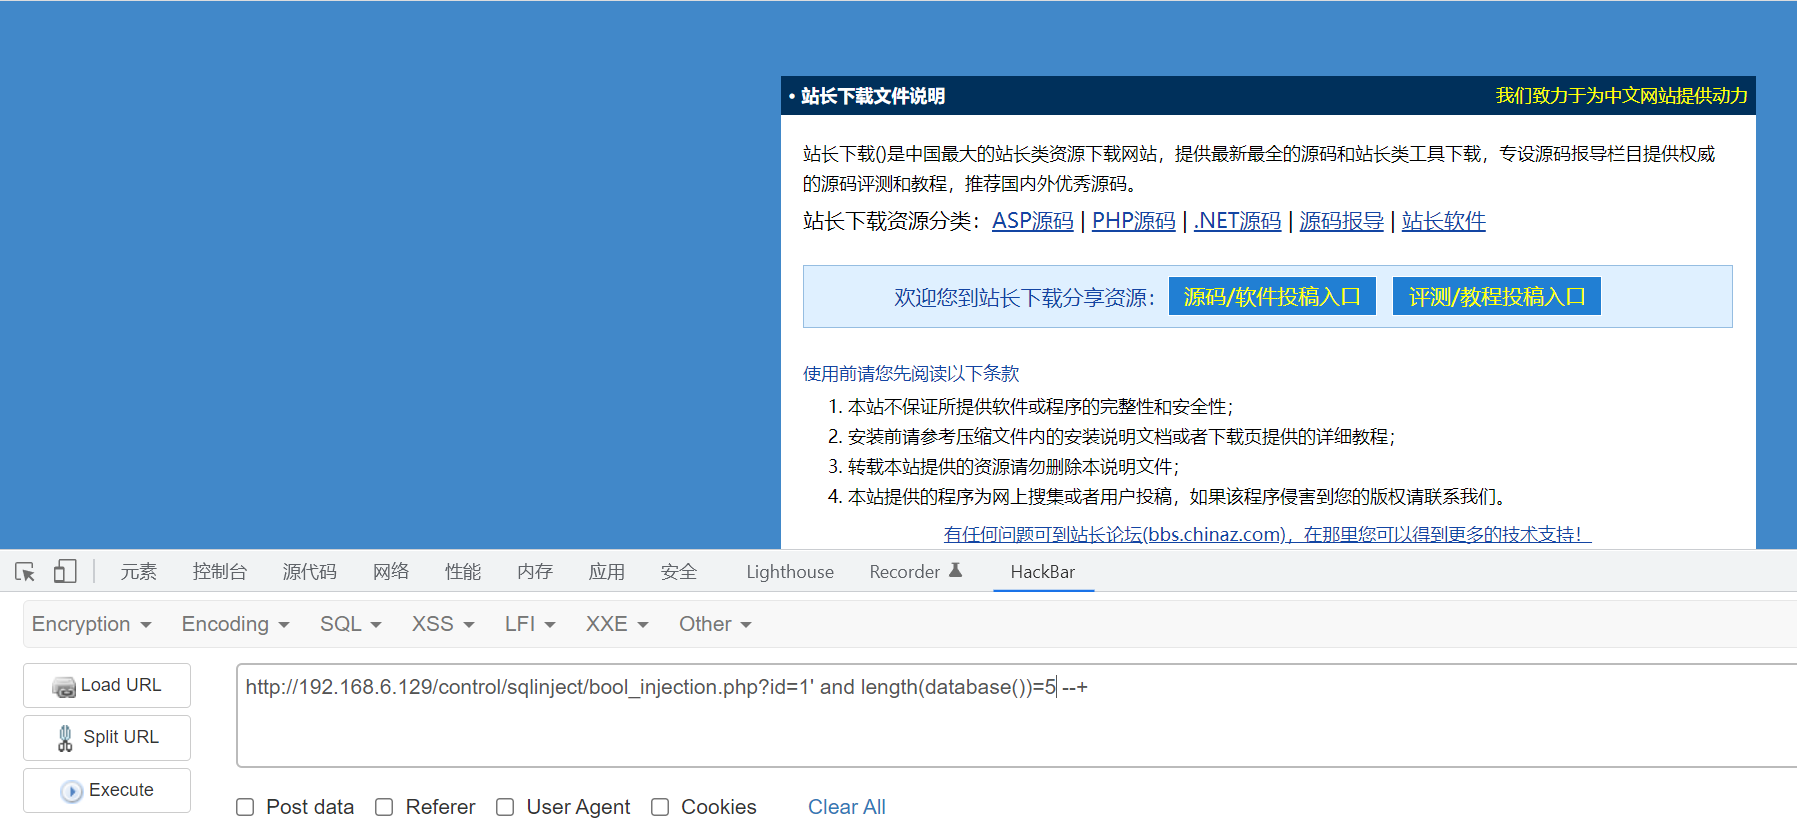 • 站长下载文件说明 我们致力于为中文网站提供动力
站长下载()是中国最大的站长类资源下载网站，提供最新最全的源码和站长类工具下载，专设源码报导栏目提供权威
的源码评测和教程，推荐国内外优秀源码。
站长下载资源分类：ASP源码 | PHP源码 | .NET源码 | 源码报导 | 站长软件
欢迎您到站长下载分享资源： 源码/软件投稿入口 评测/教程投稿入口
使用前请您先阅读以下条款
1. 本站不保证所提供软件或程序的完整性和安全性；
2. 安装前请参考压缩文件内的安装说明文档或者下载页提供的详细教程；
3. 转载本站提供的资源请勿删除本说明文件；
4. 本站提供的程序为网上搜集或者用户投稿，如果该程序侵害到您的版权请联系我们。
有任何问题可到站长论坛(bbs.chinaz.com)，在那里您可以得到更多的技术支持！
元素 控制台 源代码 网络 性能 内存 应用 安全 Lighthouse Recorder HackBar
Encryption Encoding SQL XSS LFI XXE Other
Load URL
http://192.168.6.129/control/sqlinject/bool_injection.php?id=1' and length(database())=5 --+
Split URL
Execute
Post data Referer User Agent Cookies Clear All